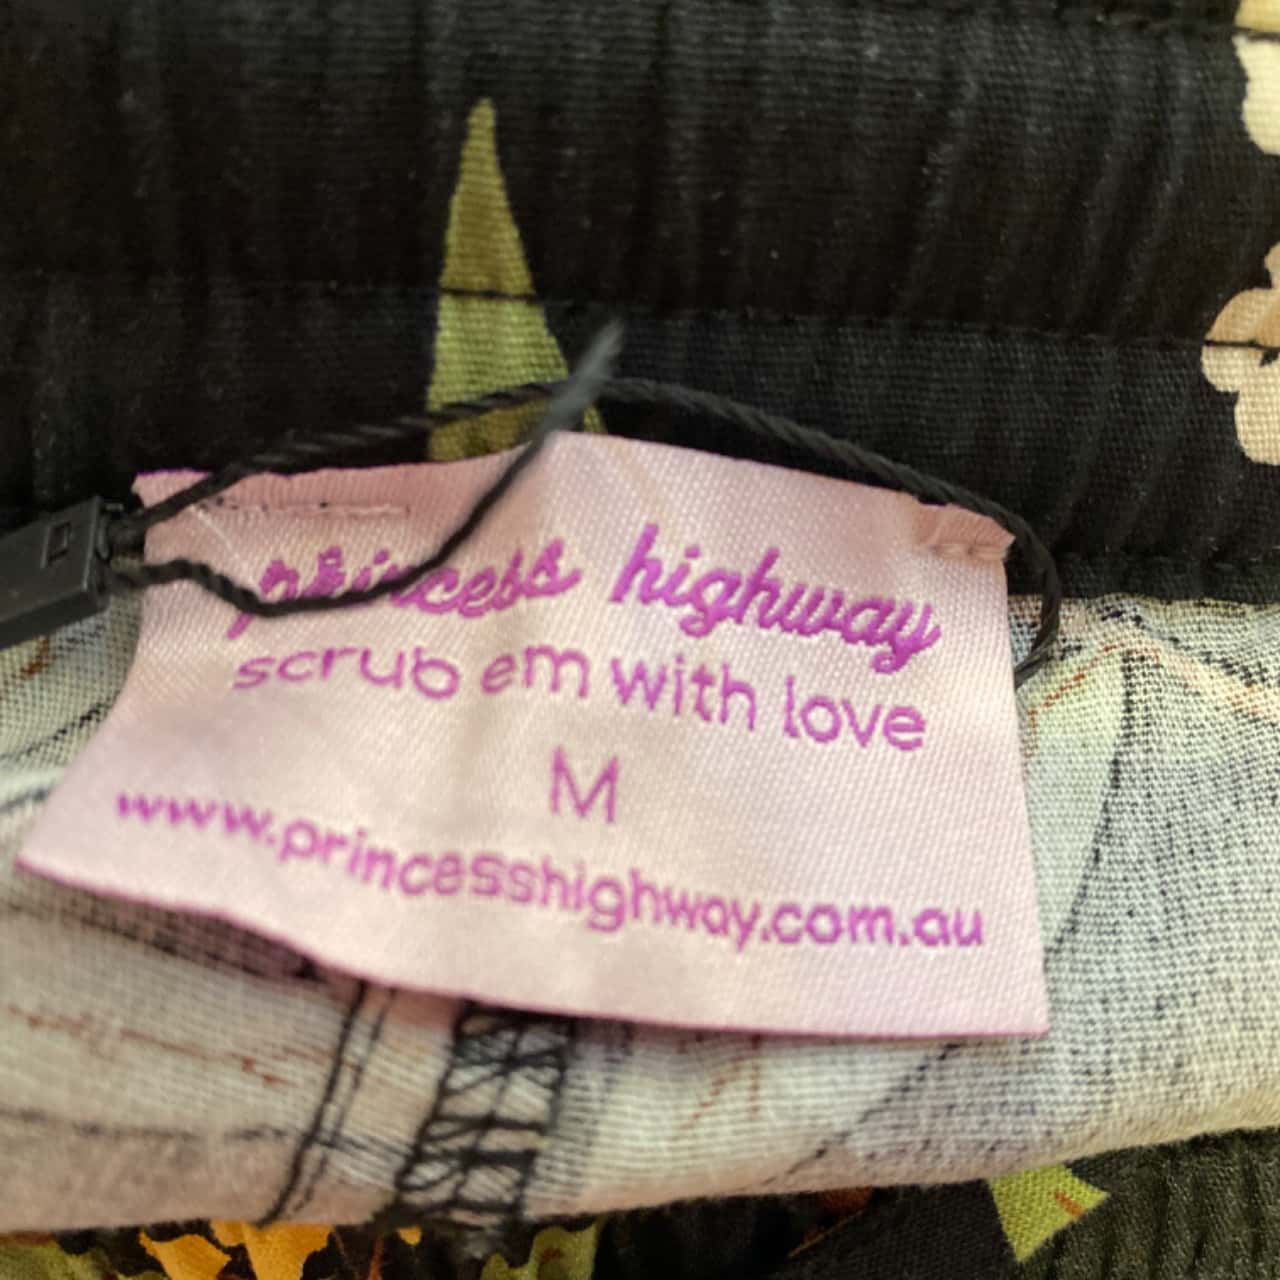 princess highway
scrub em with love
M
www.princesshighway.com.au